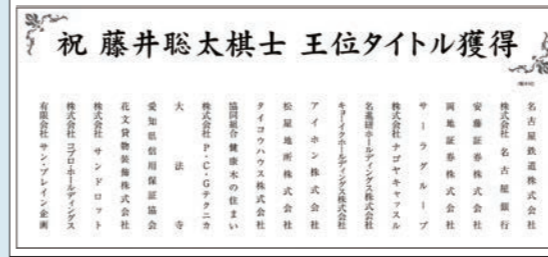 祝 藤井聡太棋士 王位タイトル獲得
名古屋鉄道株式会社
株式会社 名古屋銀行
安藤証券株式会社
岡地証券株式会社
サーラグループ
株式会社ナゴヤキャッスル
名進研ホールディングス株式会社
キョーイクホールディングス株式会社
アイホン株式会社
松屋地所株式会社
タイコウハウス株式会社
協同組合 健康木の住まい
株式会社 P・C・Gテクニカ
大法寺
愛知県信用保証協会
花文貨物装飾株式会社
株式会社 サンドロット
株式会社 コプロ・ホールディングス
有限会社 サン・ブレイン企画